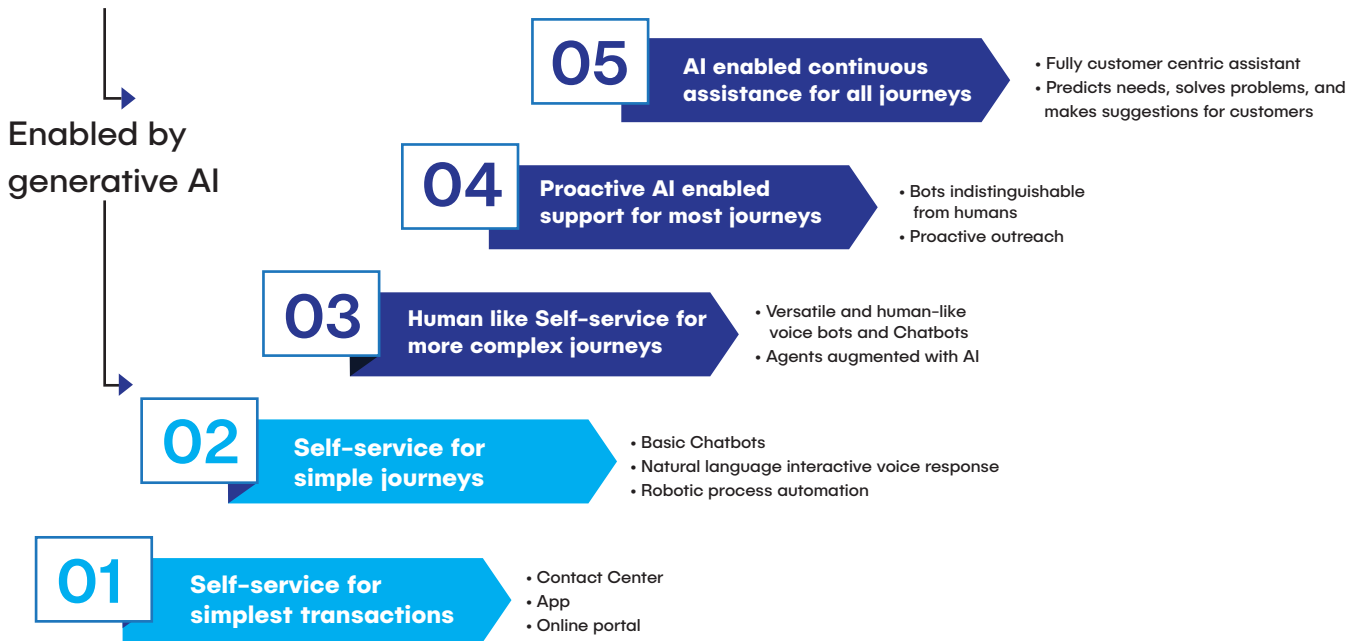 05
AI enabled continuous
assistance for all journeys
• Fully customer centric assistant
• Predicts needs, solves problems, and
makes suggestions for customers
Enabled by
generative AI
04
Proactive AI enabled
support for most journeys
• Bots indistinguishable
from humans
• Proactive outreach
03
Human like Self-service for
more complex journeys
• Versatile and human-like
voice bots and Chatbots
• Agents augmented with AI
02
Self-service for
simple journeys
• Basic Chatbots
• Natural language interactive voice response
• Robotic process automation
01
Self-service for
simplest transactions
• Contact Center
• App
• Online portal